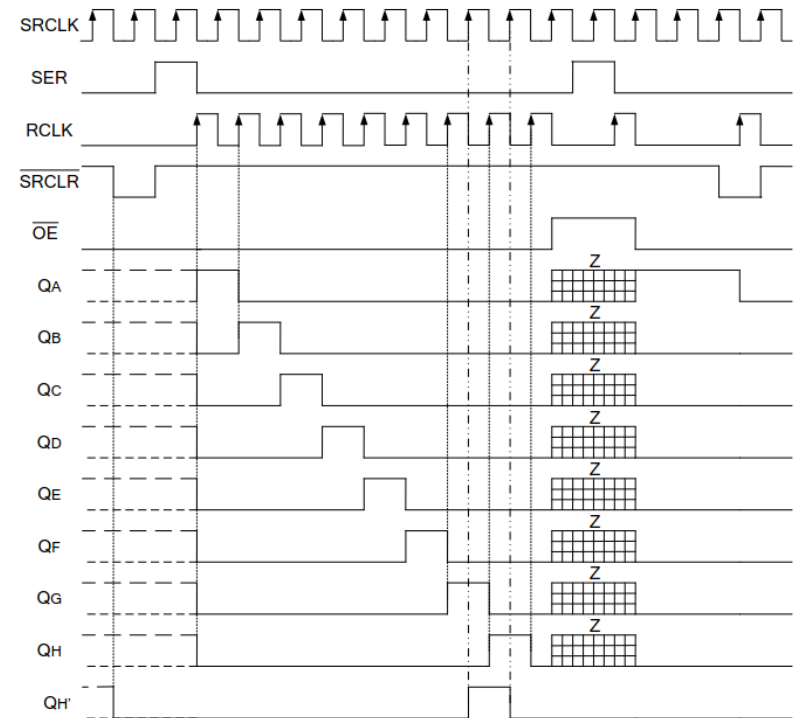 SRCLK
SER
RCLK
SRCLR
OE
Z
QA
Z
QB
Z
QC
Z
QD
Z
QE
Z
QF
Z
QG
Z
QH
QH'